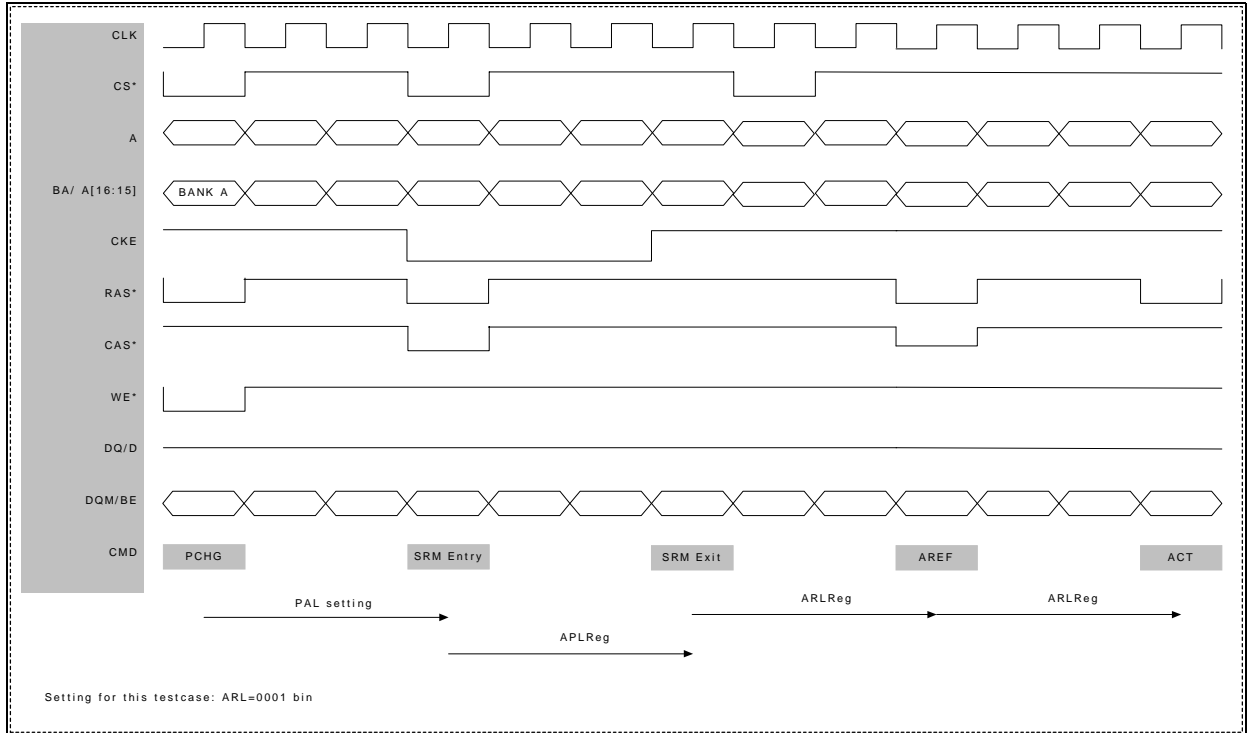 CLK
CS*
A
BA/ A[16:15]
BANK A
CKE
RAS*
CAS*
WE*
DQ/D
DQM/BE
CMD
PCHG
SRM Entry
SRM Exit
AREF
ACT
PAL setting
ARLReg
ARLReg
APLReg
Setting for this testcase: ARL=0001 bin